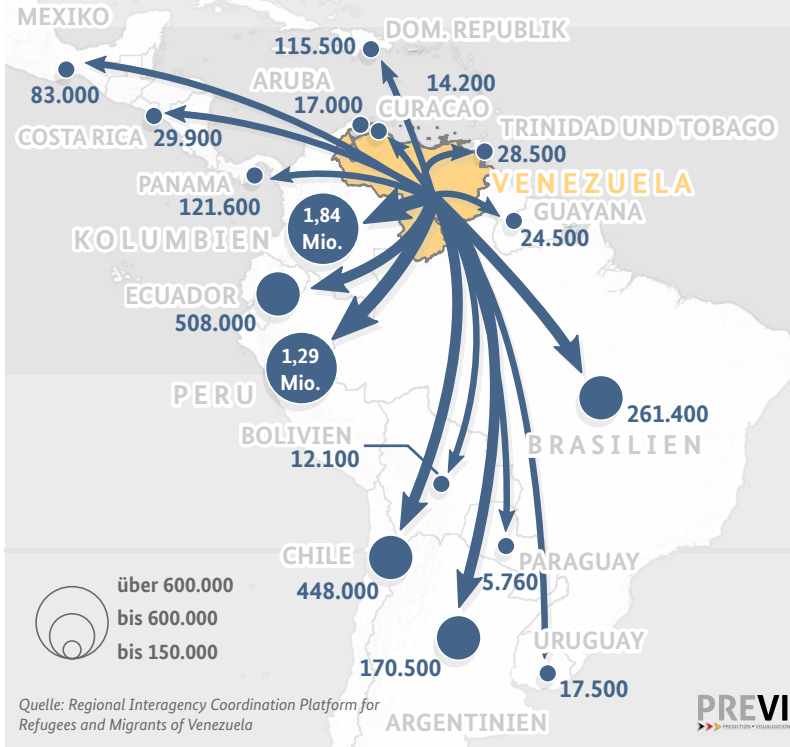 MEXIKO
83.000
DOM. REPUBLIK
115.500
ARUBA
17.000
14.200
CURACAO
COSTA RICA
29.900
TRINIDAD UND TOBAGO
28.500
PANAMA
121.600
VENEZUELA
GUAYANA
24.500
KOLUMBIEN
1,84
Mio.
ECUADOR
508.000
1,29
Mio.
PERU
261.400
BRASILIEN
BOLIVIEN
12.100
CHILE
448.000
PARAGUAY
5.760
URUGUAY
17.500
170.500
ARGENTINIEN
über 600.000
bis 600.000
bis 150.000
Quelle: Regional Interagency Coordination Platform for
Refugees and Migrants of Venezuela
PREVI
PREDICTION • VISUALISATION